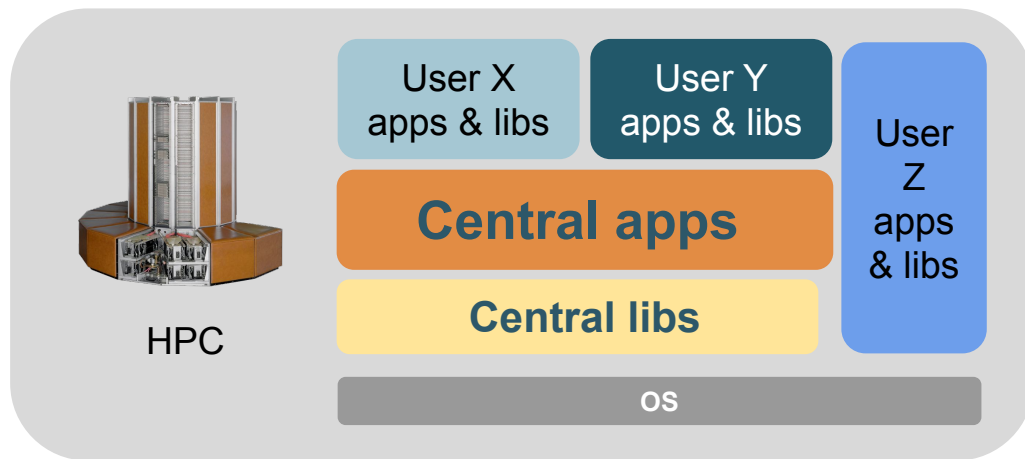 User X
apps & libs
User Y
apps & libs
User
Z
apps
& libs
Central apps
Central libs
HPC
OS